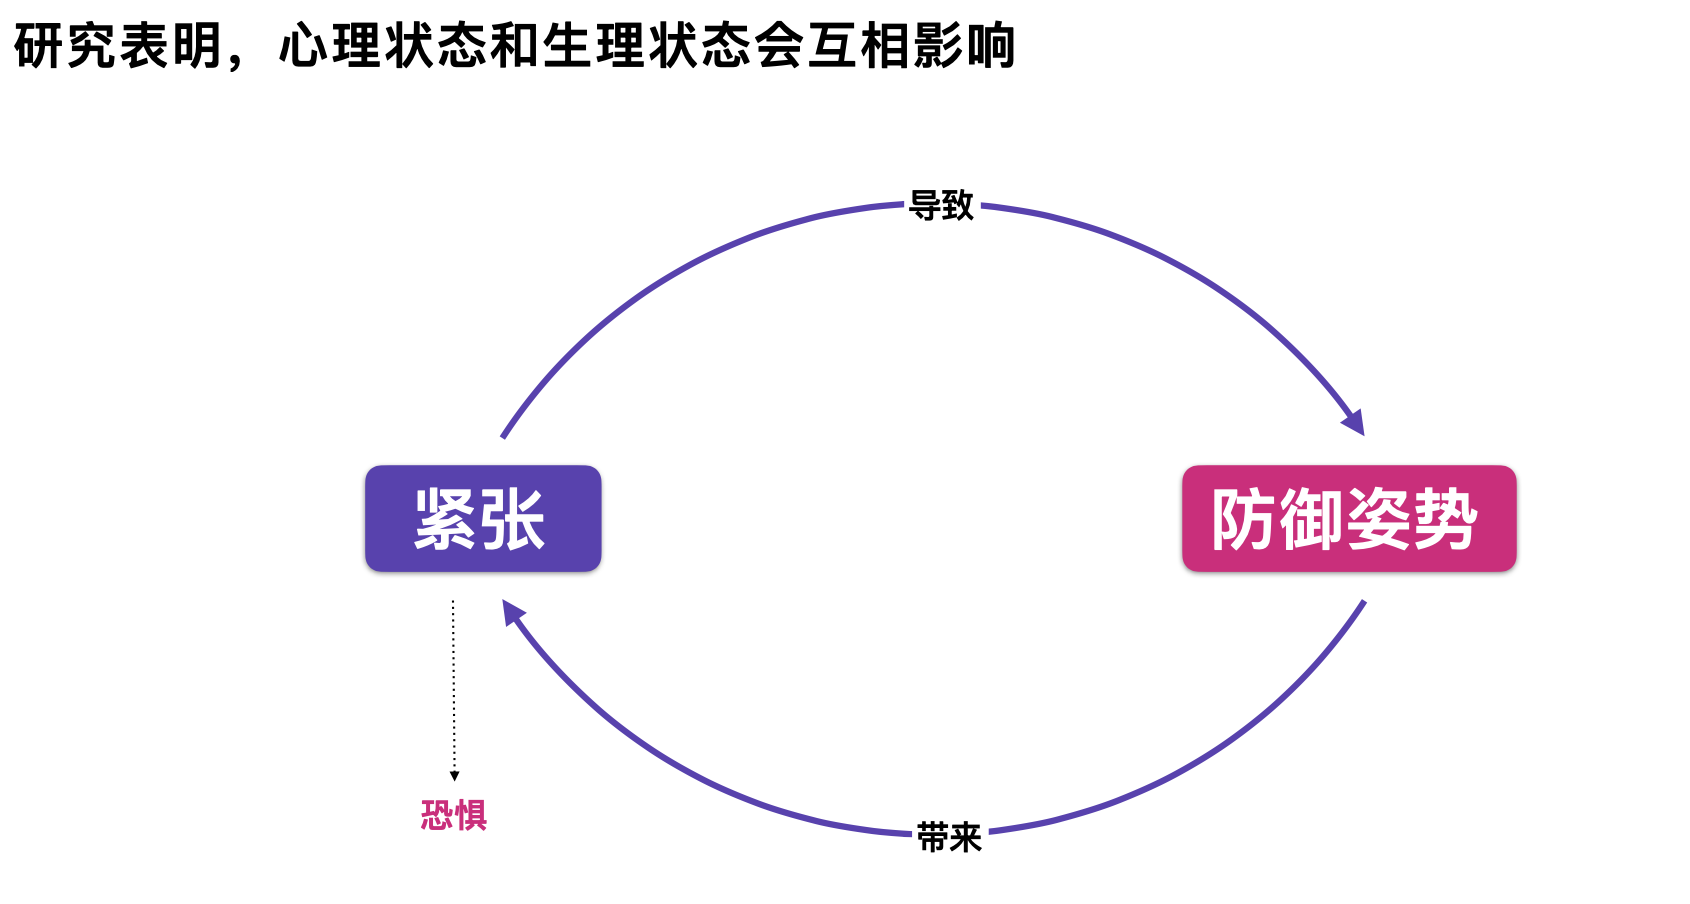 研究表明，心理状态和生理状态会互相影响
导致
紧张
防御姿势
恐惧
带来